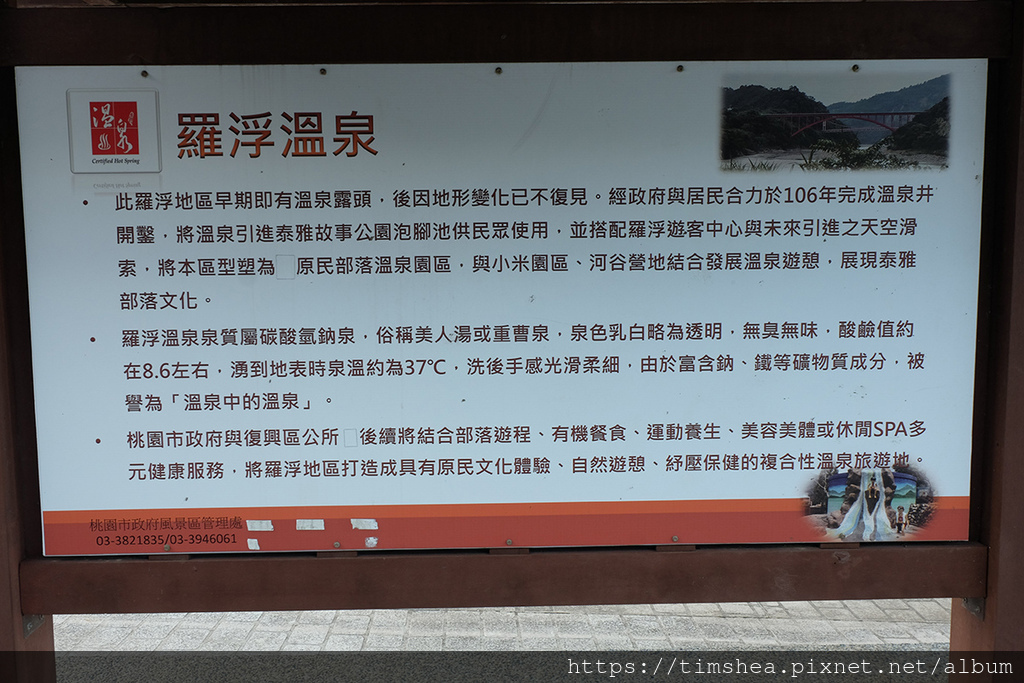 溫泉
Certified Hot Spring
羅浮溫泉
• 此羅浮地區早期即有溫泉露頭，後因地形變化已不復見。經政府與居民合力於106年完成溫泉井
開鑿，將溫泉引進泰雅故事公園泡腳池供民眾使用，並搭配羅浮遊客中心與未來引進之天空滑
索，將本區型塑為 原民部落溫泉園區，與小米園區、河谷營地結合發展溫泉遊憩，展現泰雅
部落文化。
• 羅浮溫泉泉質屬碳酸氫鈉泉，俗稱美人湯或重曹泉，泉色乳白略為透明，無臭無味，酸鹼值約
在8.6左右，湧到地表時泉溫約為37℃，洗後手感光滑柔細，由於富含鈉、鐵等礦物質成分，被
譽為「溫泉中的溫泉」。
• 桃園市政府與復興區公所 後續將結合部落遊程、有機餐食、運動養生、美容美體或休閒SPA多
元健康服務，將羅浮地區打造成具有原民文化體驗、自然遊憩、紓壓保健的複合性溫泉旅遊地。
桃園市政府風景區管理處
03-3821835/03-3946061
https://timshea.pixnet.net/album